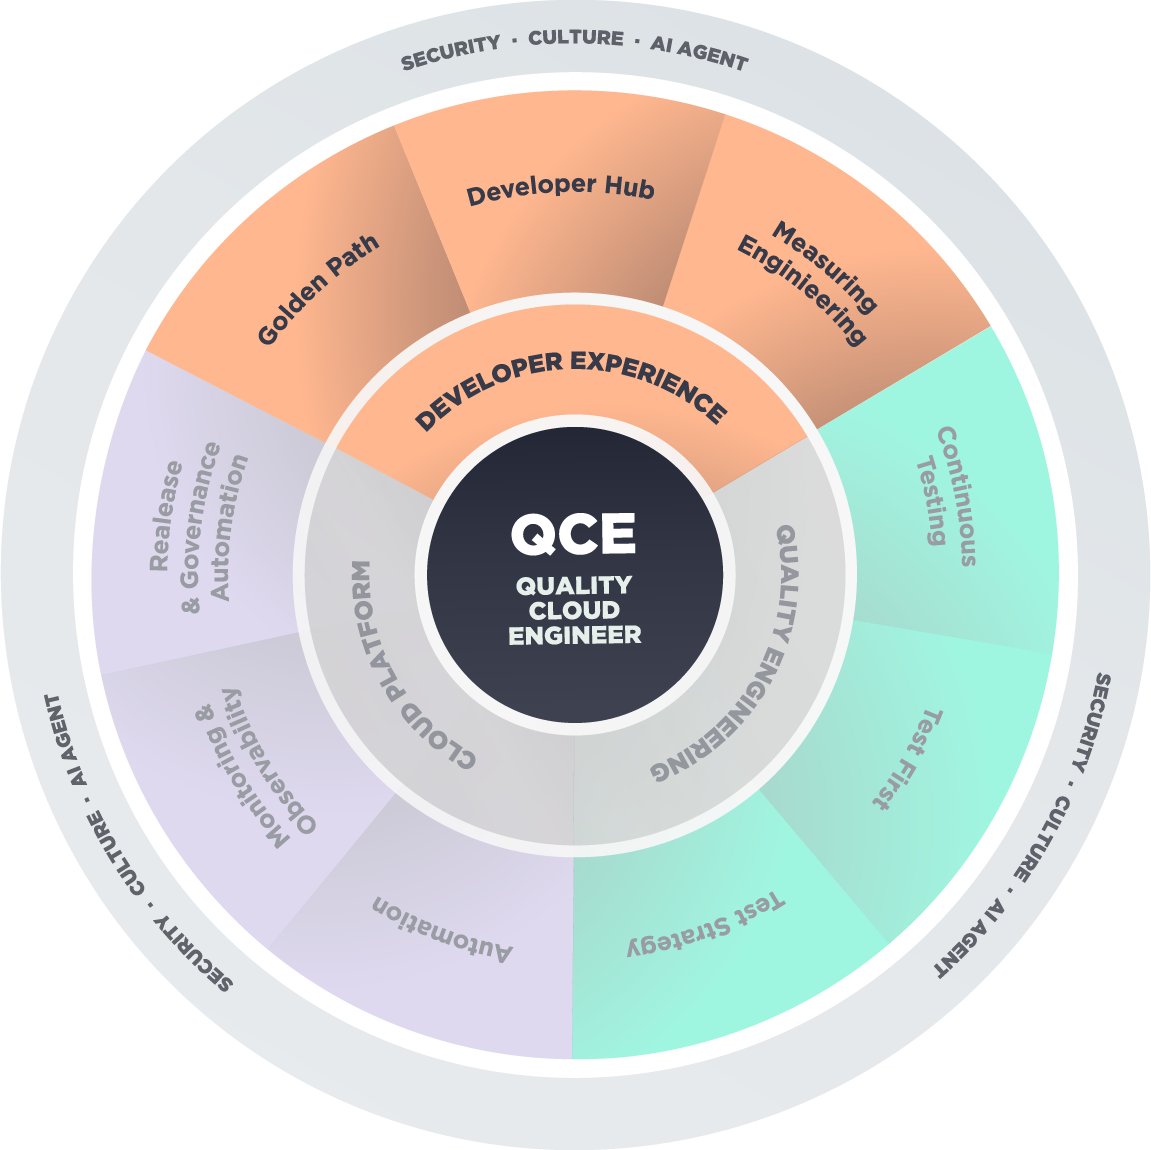 SECURITY · CULTURE · AI AGENT
Developer Hub
Golden Path
Measuring
Enginieering
DEVELOPER EXPERIENCE
Continuous
Testing
Realease
& Governance
Automation
QCE
QUALITY
CLOUD
ENGINEER
QUALITY ENGINEERING
CLOUD PLATFORM
Test First
Monitoring &
Observability
Test Strategy
Automation
SECURITY · CULTURE · AI AGENT
SECURITY · CULTURE · AI AGENT